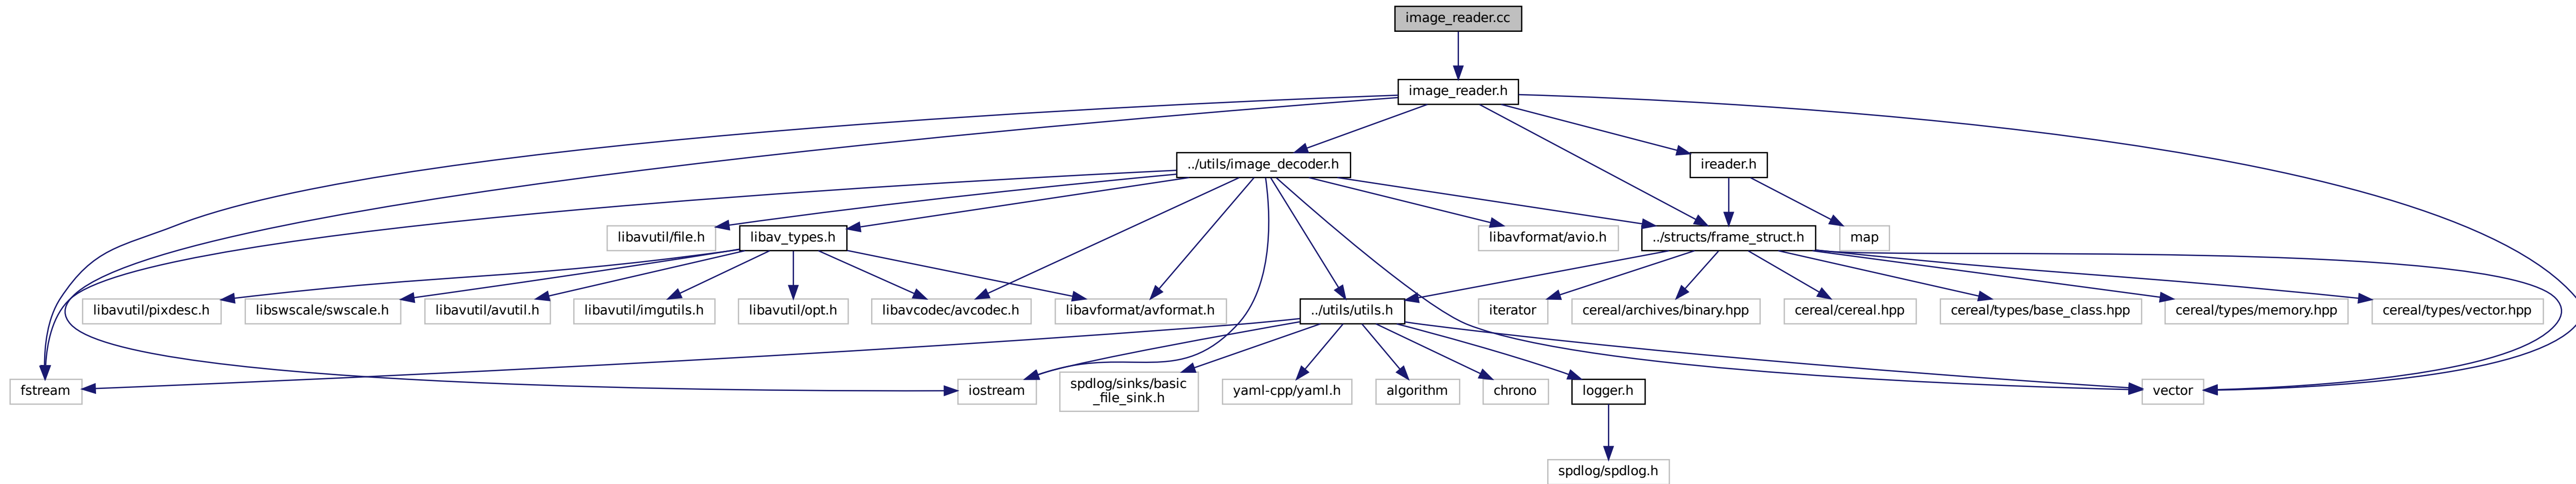 image_reader.cc
image_reader.h
../utils/image_decoder.h
ireader.h
libavutil/file.h
libav_types.h
libavformat/avio.h
../structs/frame_struct.h
map
libavutil/pixdesc.h
libswscale/swscale.h
libavutil/avutil.h
libavutil/imgutils.h
libavutil/opt.h
libavcodec/avcodec.h
libavformat/avformat.h
../utils/utils.h
iterator
cereal/archives/binary.hpp
cereal/cereal.hpp
cereal/types/base_class.hpp
cereal/types/memory.hpp
cereal/types/vector.hpp
fstream
iostream
spdlog/sinks/basic
_file_sink.h
yaml-cpp/yaml.h
algorithm
chrono
logger.h
vector
spdlog/spdlog.h